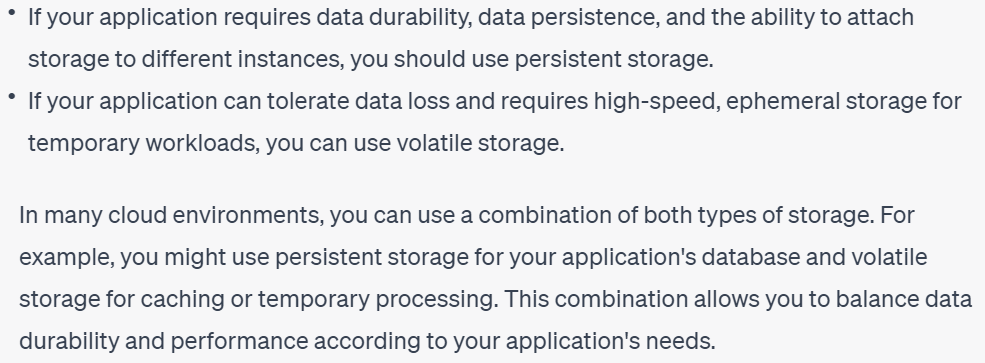 • If your application requires data durability, data persistence, and the ability to attach
storage to different instances, you should use persistent storage.
• If your application can tolerate data loss and requires high-speed, ephemeral storage for
temporary workloads, you can use volatile storage.
In many cloud environments, you can use a combination of both types of storage. For
example, you might use persistent storage for your application's database and volatile
storage for caching or temporary processing. This combination allows you to balance data
durability and performance according to your application's needs.